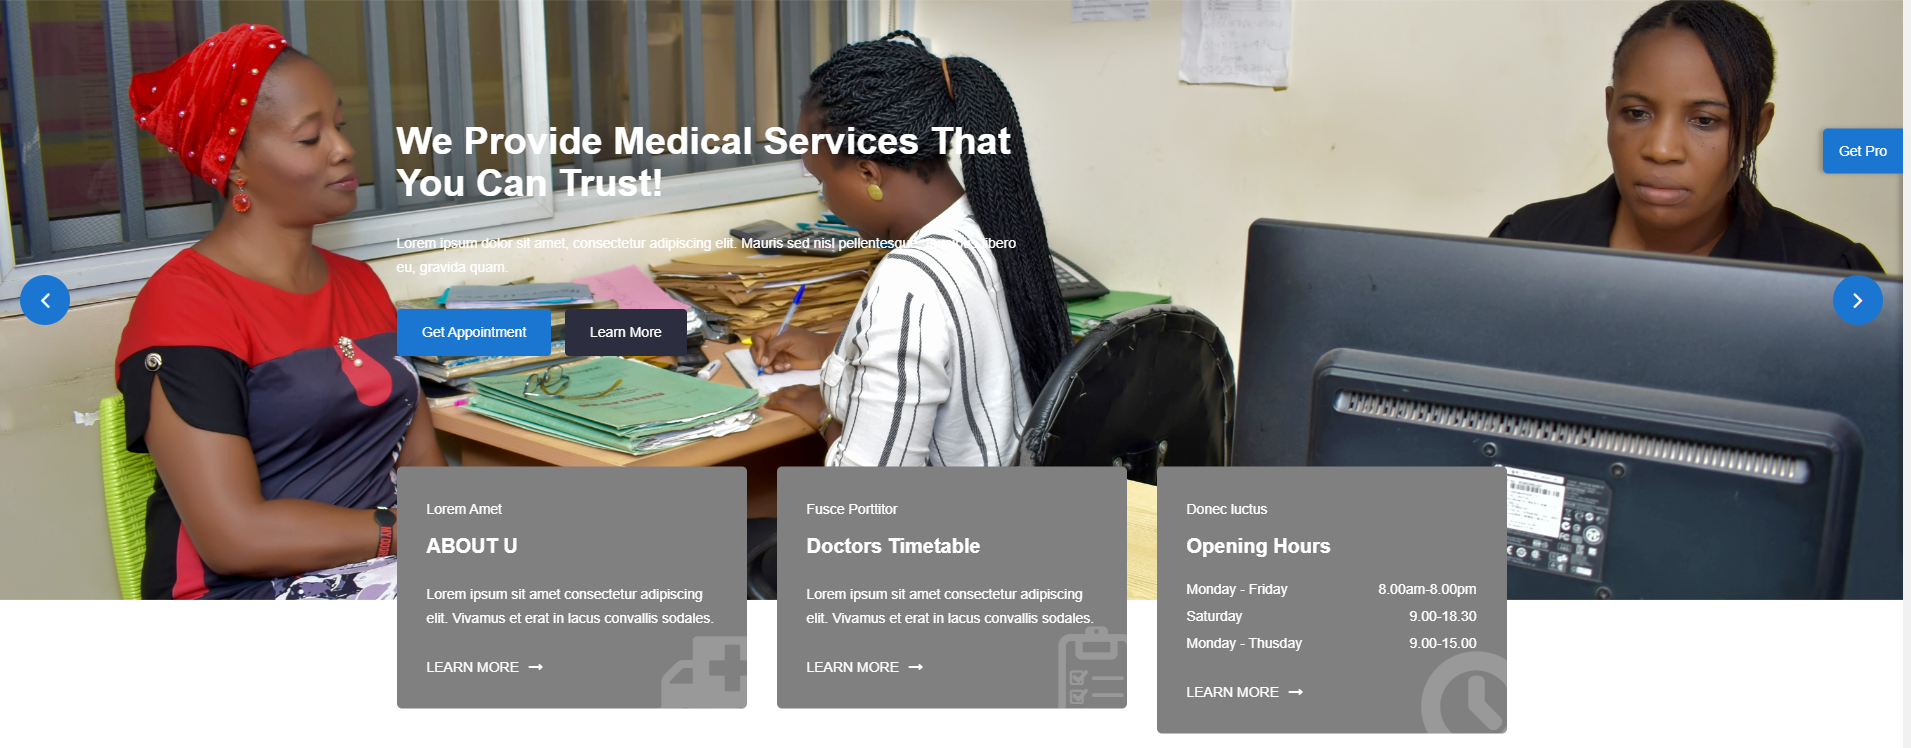 We Provide Medical Services That
You Can Trust!
Get Pro
Lorem ipsum dolor sit amet, consectetur adipiscing elit. Mauris sed nisl pellentesque, libero
eu, gravida quam.
Get Appointment
Learn More
Lorem Amet
ABOUT U
Lorem ipsum sit amet consectetur adipiscing
elit. Vivamus et erat in lacus convallis sodales.
LEARN MORE
Fusce Porttitor
Doctors Timetable
Lorem ipsum sit amet consectetur adipiscing
elit. Vivamus et erat in lacus convallis sodales.
LEARN MORE
Donec luctus
Opening Hours
Monday - Friday 8.00am-8.00pm
Saturday 9.00-18.30
Monday - Thusday 9.00-15.00
LEARN MORE